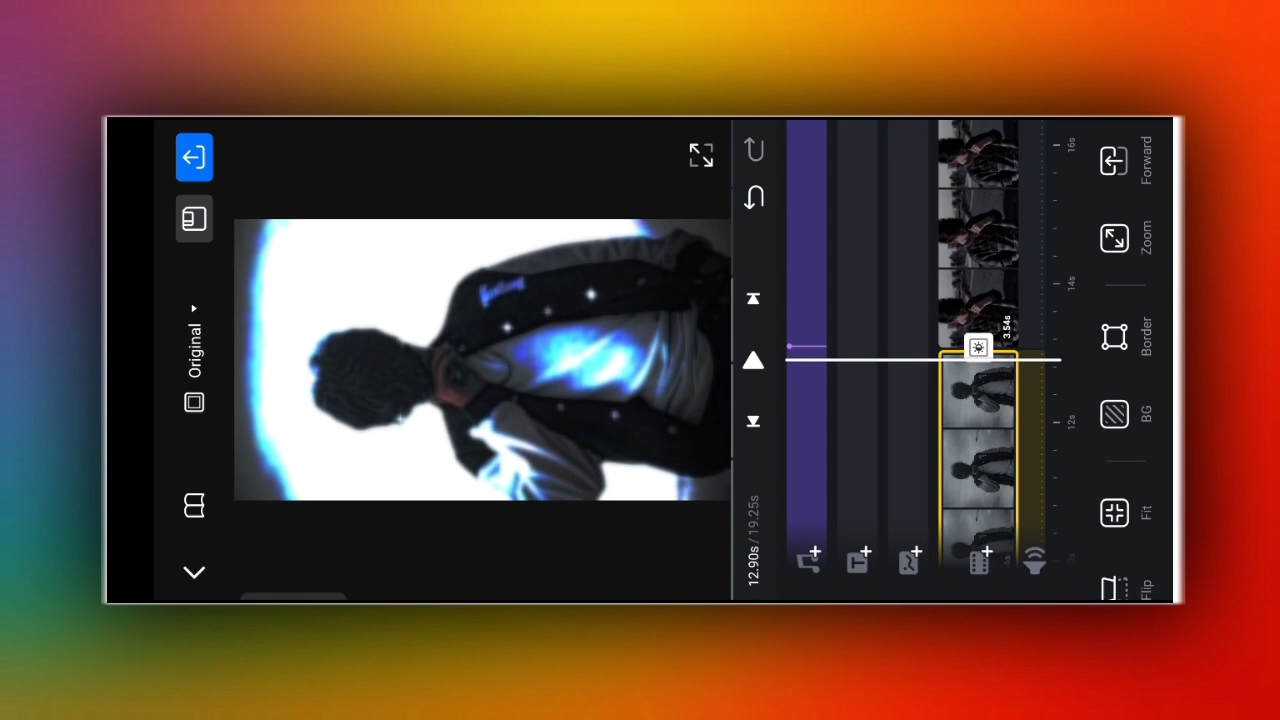 Original
12.90s / 19.25s
T
3.54s
12s
14s
16s
Flip
Fit
BG
Border
Zoom
Forward